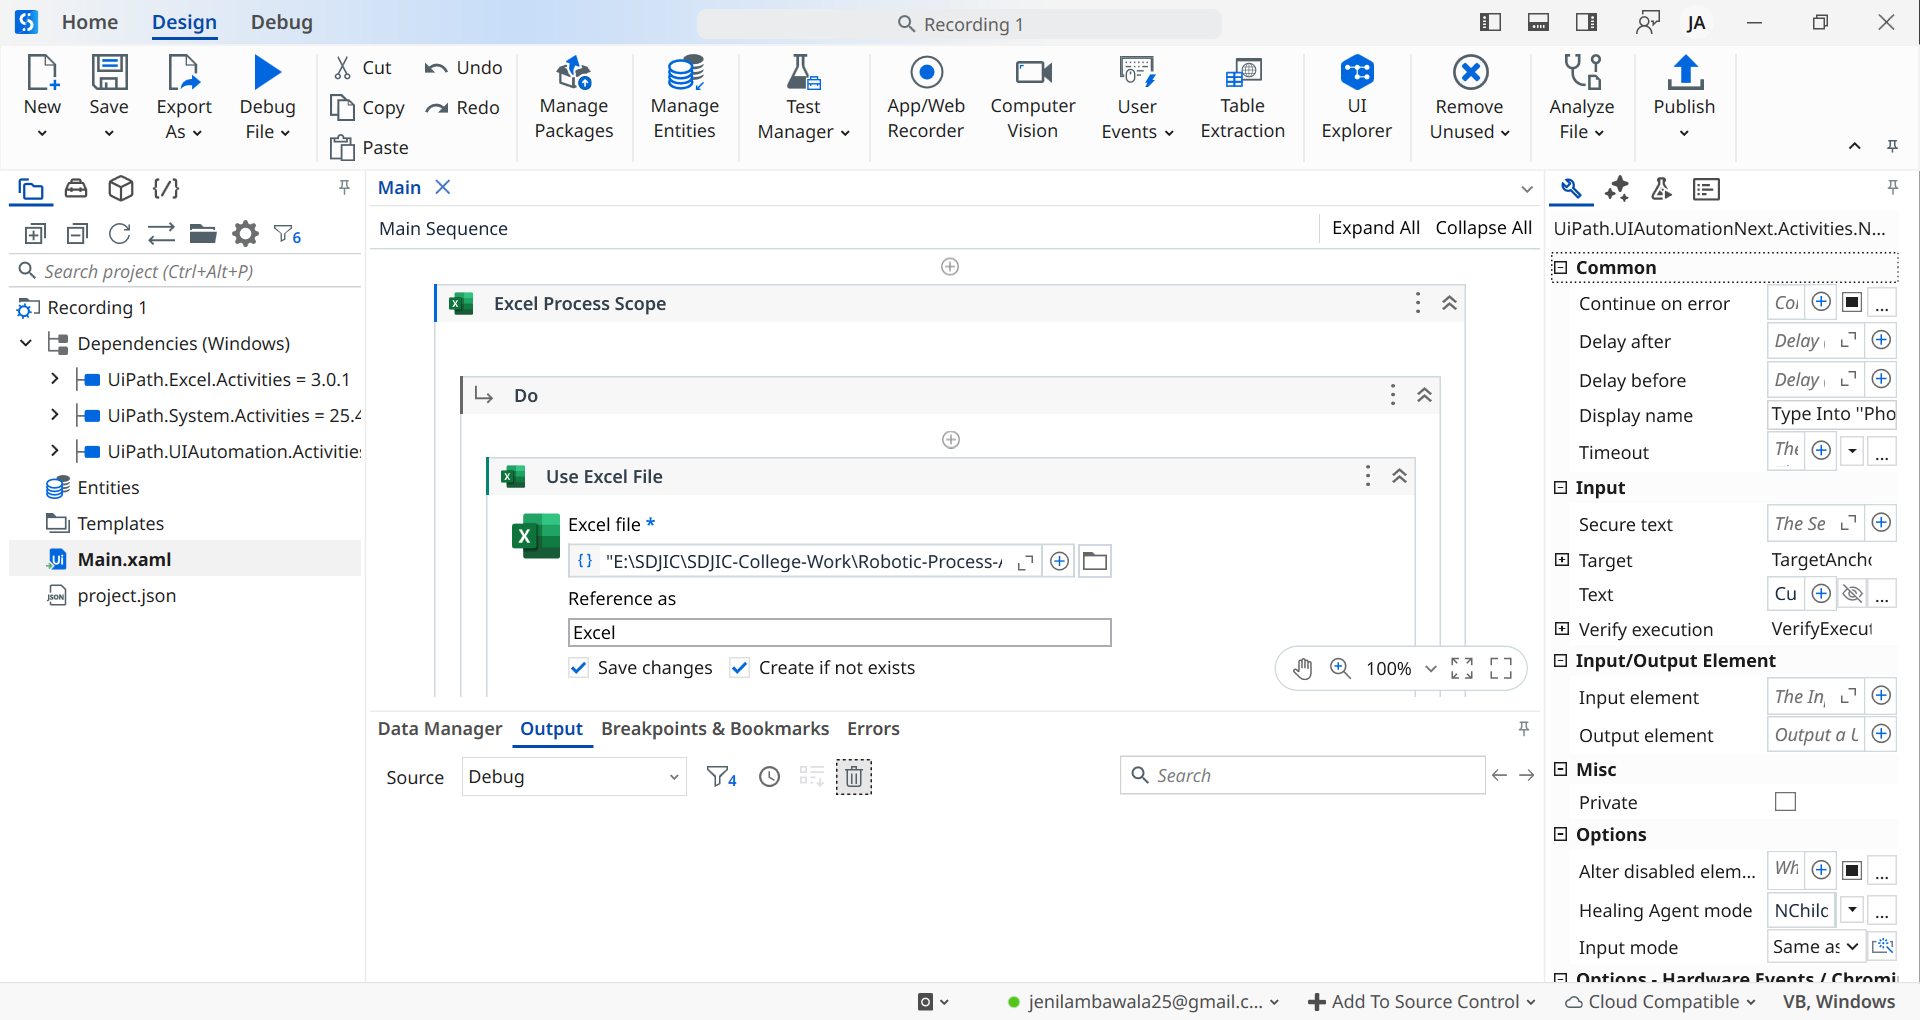 Home
Design
Debug
Recording 1
JA
New
Save
Export As
Debug File
Cut
Copy
Paste
Undo
Redo
Manage Packages
Manage Entities
Test Manager
App/Web Recorder
Computer Vision
User Events
Table Extraction
UI Explorer
Remove Unused
Analyze File
Publish
6
Search project (Ctrl+Alt+P)
Recording 1
Dependencies (Windows)
UiPath.Excel.Activities = 3.0.1
UiPath.System.Activities = 25.4
UiPath.UIAutomation.Activities
Entities
Templates
Main.xaml
project.json
Main
Main Sequence
Expand All
Collapse All
Excel Process Scope
Do
Use Excel File
Excel file *
"E:\SDJIC\SDJIC-College-Work\Robotic-Process-A
Reference as
Excel
Save changes
Create if not exists
100%
Data Manager
Output
Breakpoints & Bookmarks
Errors
Source
Debug
4
Search
UiPath.UIAutomationNext.Activities.N...
Common
Continue on error
Col
...
Delay after
Delay
Delay before
Delay
Display name
Type Into "Pho
Timeout
The
...
Input
Secure text
The Se
Target
TargetAncho
Text
Cu
...
Verify execution
VerifyExecut
Input/Output Element
Input element
The In
Output element
Output a U
Misc
Private
Options
Alter disabled elem...
Wh
...
Healing Agent mode
NChild
...
Input mode
Same as
Options - Hardware Events / Chromi
jenilambawala25@gmail.c...
Add To Source Control
Cloud Compatible
VB, Windows